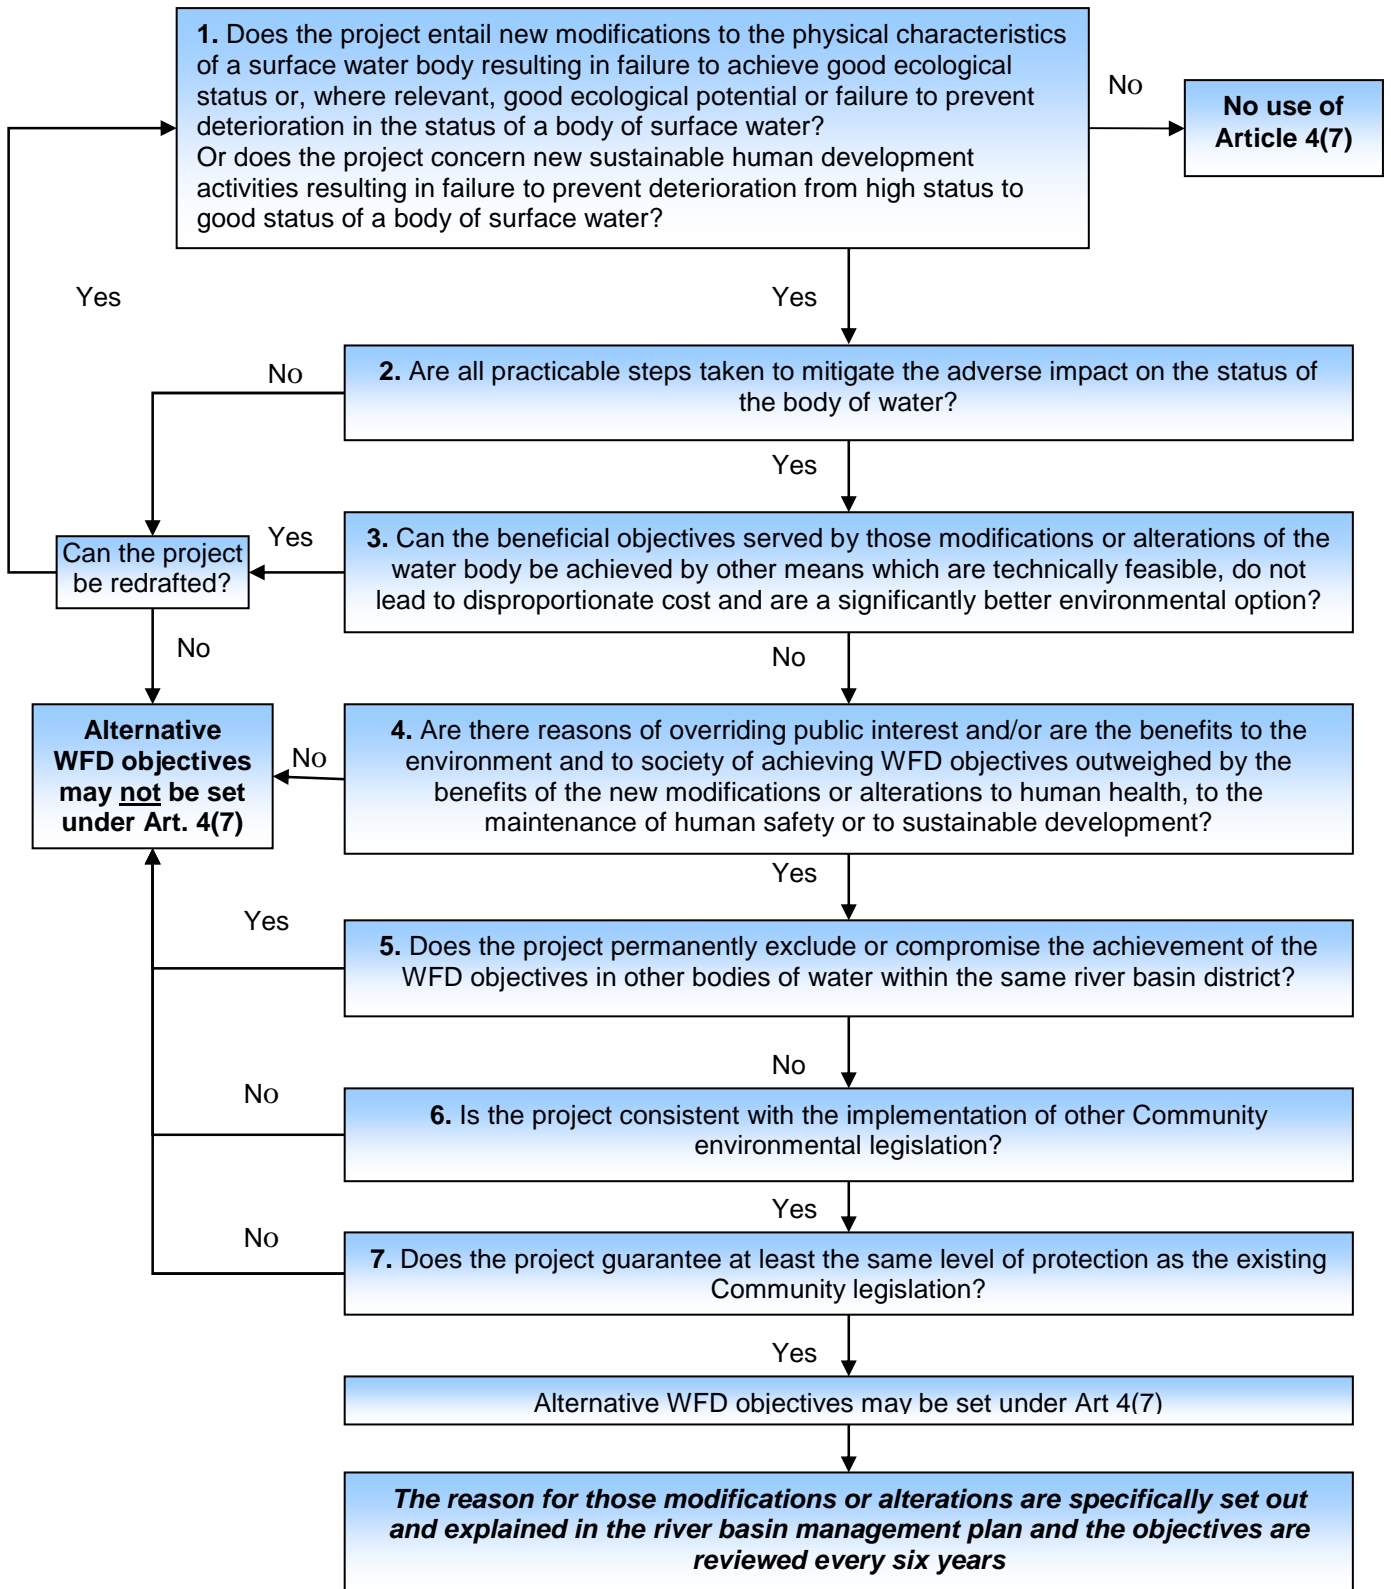 1. Does the project entail new modifications to the physical characteristics
of a surface water body resulting in failure to achieve good ecological
status or, where relevant, good ecological potential or failure to prevent
deterioration in the status of a body of surface water?
Or does the project concern new sustainable human development
activities resulting in failure to prevent deterioration from high status to
good status of a body of surface water?
No
No use of
Article 4(7)
Yes
Yes
No
2. Are all practicable steps taken to mitigate the adverse impact on the status of
the body of water?
Yes
Can the project
be redrafted?
Yes
3. Can the beneficial objectives served by those modifications or alterations of the
water body be achieved by other means which are technically feasible, do not
lead to disproportionate cost and are a significantly better environmental option?
No
No
Alternative
WFD objectives
may not be set
under Art. 4(7)
No
4. Are there reasons of overriding public interest and/or are the benefits to the
environment and to society of achieving WFD objectives outweighed by the
benefits of the new modifications or alterations to human health, to the
maintenance of human safety or to sustainable development?
Yes
Yes
5. Does the project permanently exclude or compromise the achievement of the
WFD objectives in other bodies of water within the same river basin district?
No
No
6. Is the project consistent with the implementation of other Community
environmental legislation?
Yes
No
7. Does the project guarantee at least the same level of protection as the existing
Community legislation?
Yes
Alternative WFD objectives may be set under Art 4(7)
The reason for those modifications or alterations are specifically set out
and explained in the river basin management plan and the objectives are
reviewed every six years